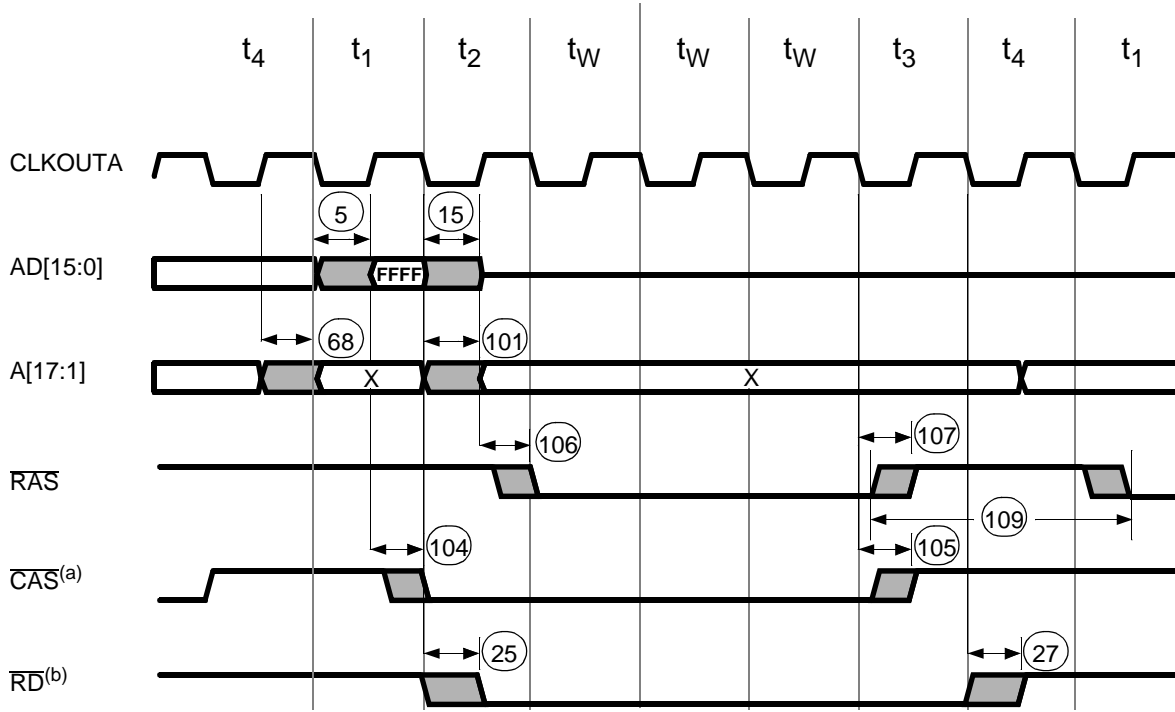 t4 t1 t2 tW tW tW t3 t4 t1
CLKOUTA
5 15
AD[15:0] FFFF
68 101
A[17:1] X X
106 107
RAS
109
104 105
CAS(a)
25 27
RD(b)